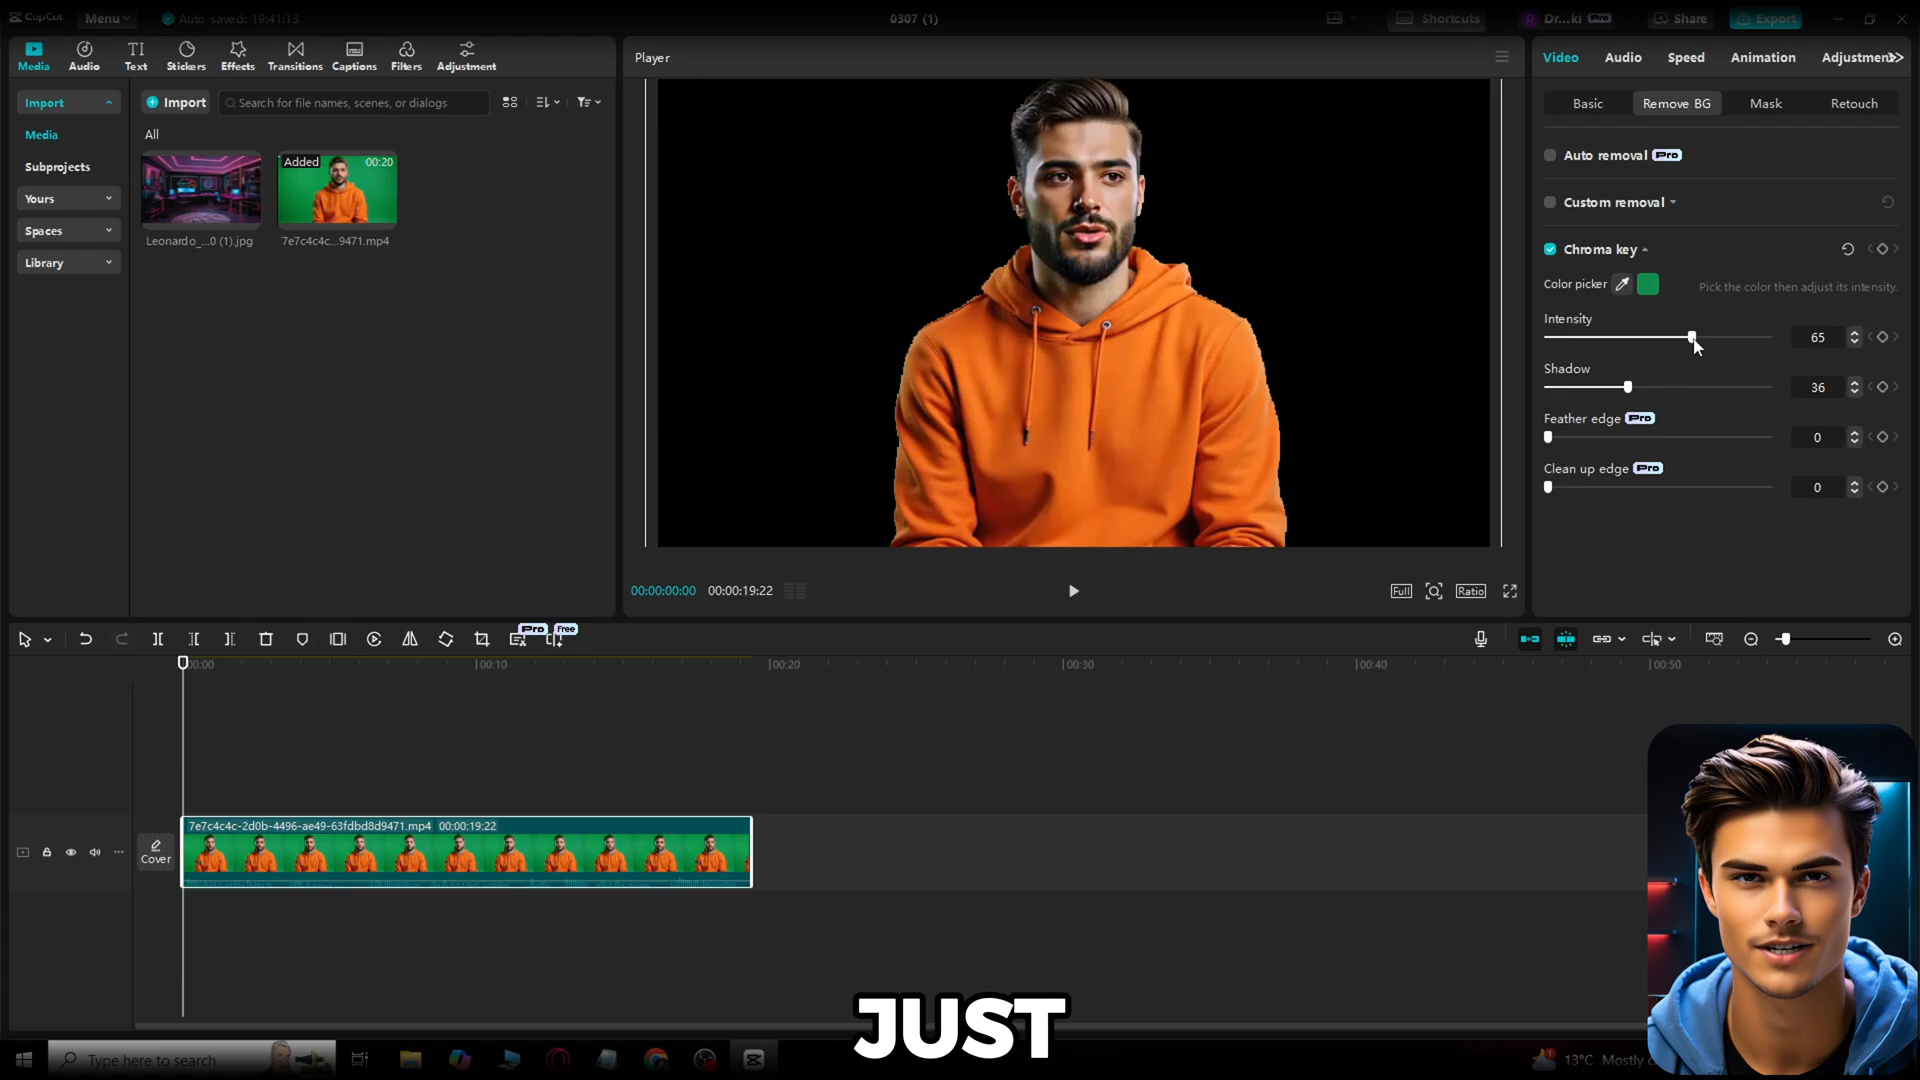 CapCut
Menu
Auto saved: 19:41:13
0307 (1)
Shortcuts
Dr...ki Pro
Share
Export
Media
Audio
Text
Stickers
Effects
Transitions
Captions
Filters
Adjustment
Import
Media
Subprojects
Yours
Spaces
Library
Import
Search for file names, scenes, or dialogs
All
Added 00:20
Leonardo_...0 (1).jpg
7e7c4c4c...9471.mp4
Player
00:00:00:00 00:00:19:22
Full
Ratio
Video
Audio
Speed
Animation
Adjustment
Basic
Remove BG
Mask
Retouch
Auto removal Pro
Custom removal
Chroma key
Color picker
Pick the color then adjust its intensity.
Intensity
65
Shadow
36
Feather edge Pro
0
Clean up edge Pro
0
Pro
Free
00:00
00:10
00:20
00:30
00:40
00:50
Cover
7e7c4c4c-2d0b-4496-ae49-63fdbd8d9471.mp4 00:00:19:22
JUST
Type here to search
1
13°C Mostly